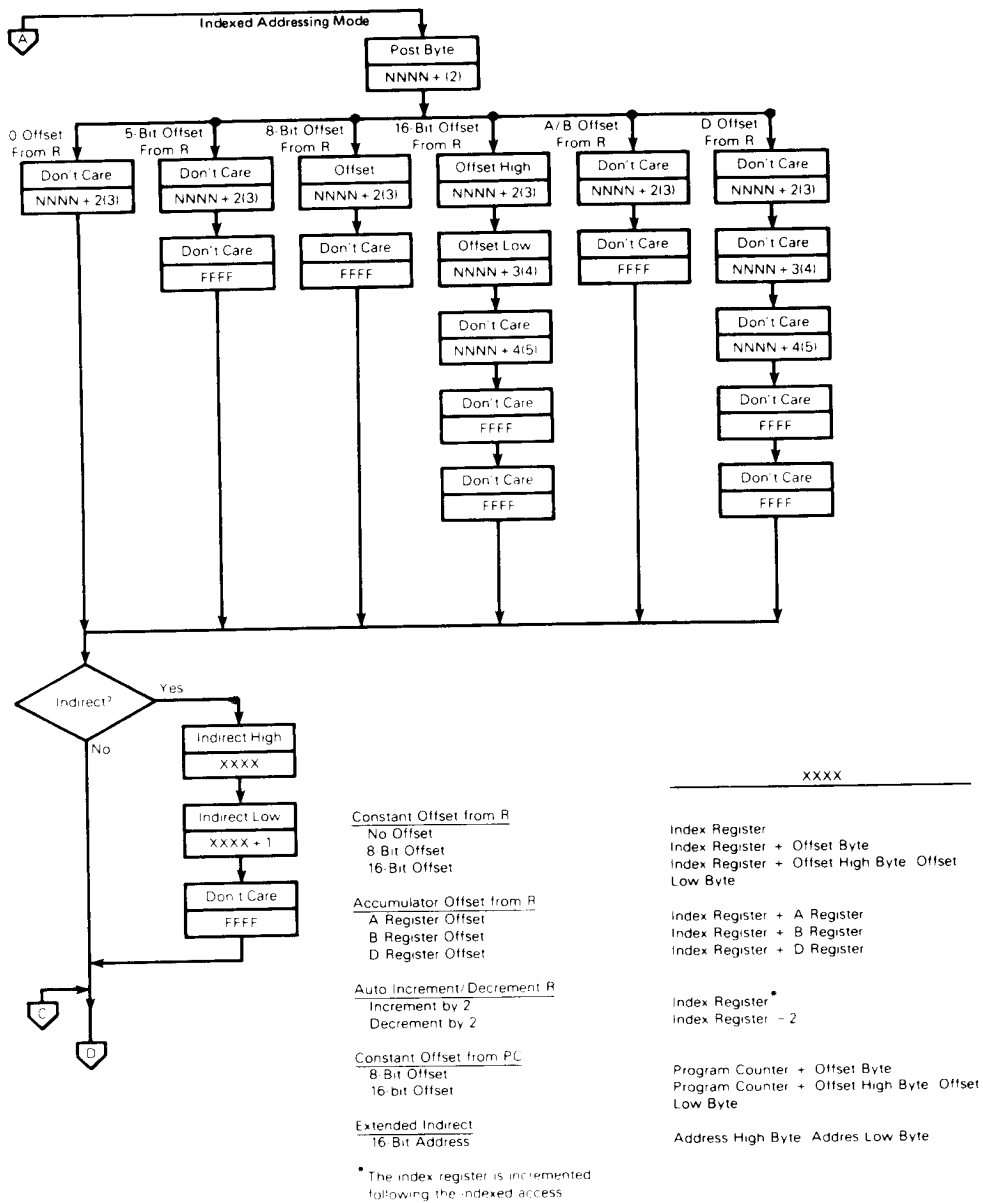 Indexed Addressing Mode
A
Post Byte
NNNN + (2)
0 Offset
From R
5-Bit Offset
From R
8-Bit Offset
From R
16-Bit Offset
From R
A/B Offset
From R
D Offset
From R
Don't Care
NNNN + 2(3)
Don't Care
NNNN + 2(3)
Offset
NNNN + 2(3)
Offset High
NNNN + 2(3)
Don't Care
NNNN + 2(3)
Don't Care
NNNN + 2(3)
Don't Care
FFFF
Don't Care
FFFF
Offset Low
NNNN + 3(4)
Don't Care
FFFF
Don't Care
NNNN + 3(4)
Don't Care
NNNN + 4(5)
Don't Care
NNNN + 4(5)
Don't Care
FFFF
Don't Care
FFFF
Don't Care
FFFF
Don't Care
FFFF
Indirect?
Yes
No
Indirect High
XXXX
Indirect Low
XXXX + 1
Don't Care
FFFF
C
D
XXXX
Constant Offset from R
No Offset Index Register
8 Bit Offset Index Register + Offset Byte
16-Bit Offset Index Register + Offset High Byte Offset
Low Byte
Accumulator Offset from R
A Register Offset Index Register + A Register
B Register Offset Index Register + B Register
D Register Offset Index Register + D Register
Auto Increment/Decrement R
Increment by 2 Index Register*
Decrement by 2 Index Register - 2
Constant Offset from PC
8-Bit Offset Program Counter + Offset Byte
16-bit Offset Program Counter + Offset High Byte Offset
Low Byte
Extended Indirect
16-Bit Address Address High Byte Addres Low Byte
* The index register is incremented
following the indexed access